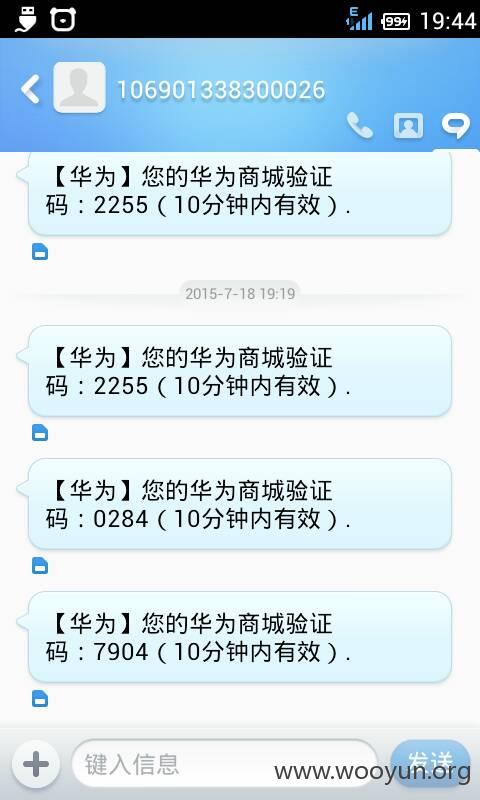 E
99+
19:44
106901338300026
【华为】您的华为商城验证
码：2255（10分钟内有效）.
2015-7-18 19:19
【华为】您的华为商城验证
码：2255（10分钟内有效）.
【华为】您的华为商城验证
码：0284（10分钟内有效）.
【华为】您的华为商城验证
码：7904（10分钟内有效）.
键入信息
发送
www.wooyun.org